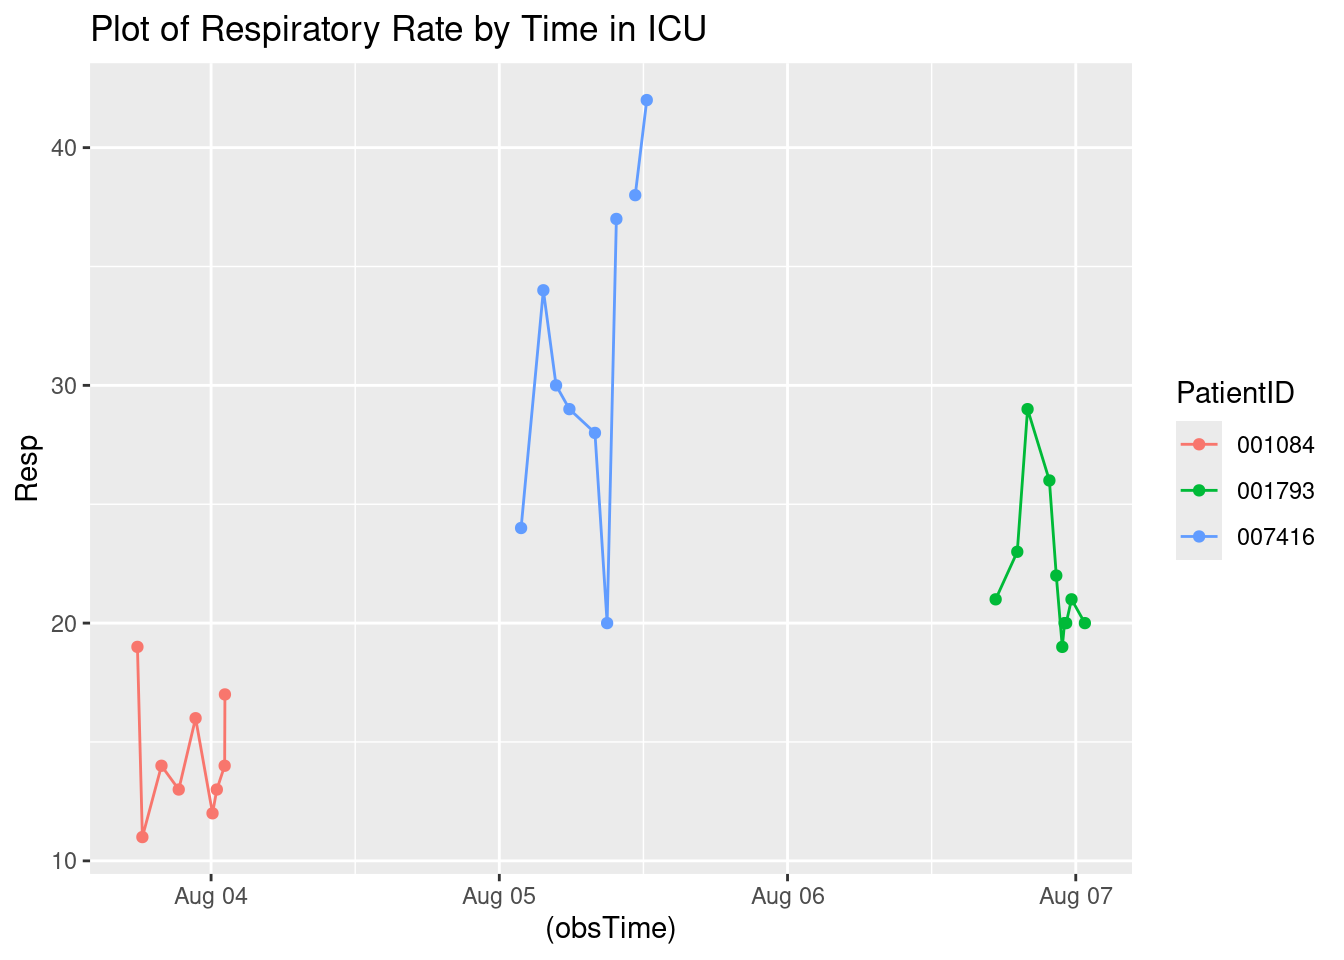 Plot of Respiratory Rate by Time in ICU
Resp
40
30
20
10
Aug 04
Aug 05
Aug 06
Aug 07
(obsTime)
PatientID
001084
001793
007416